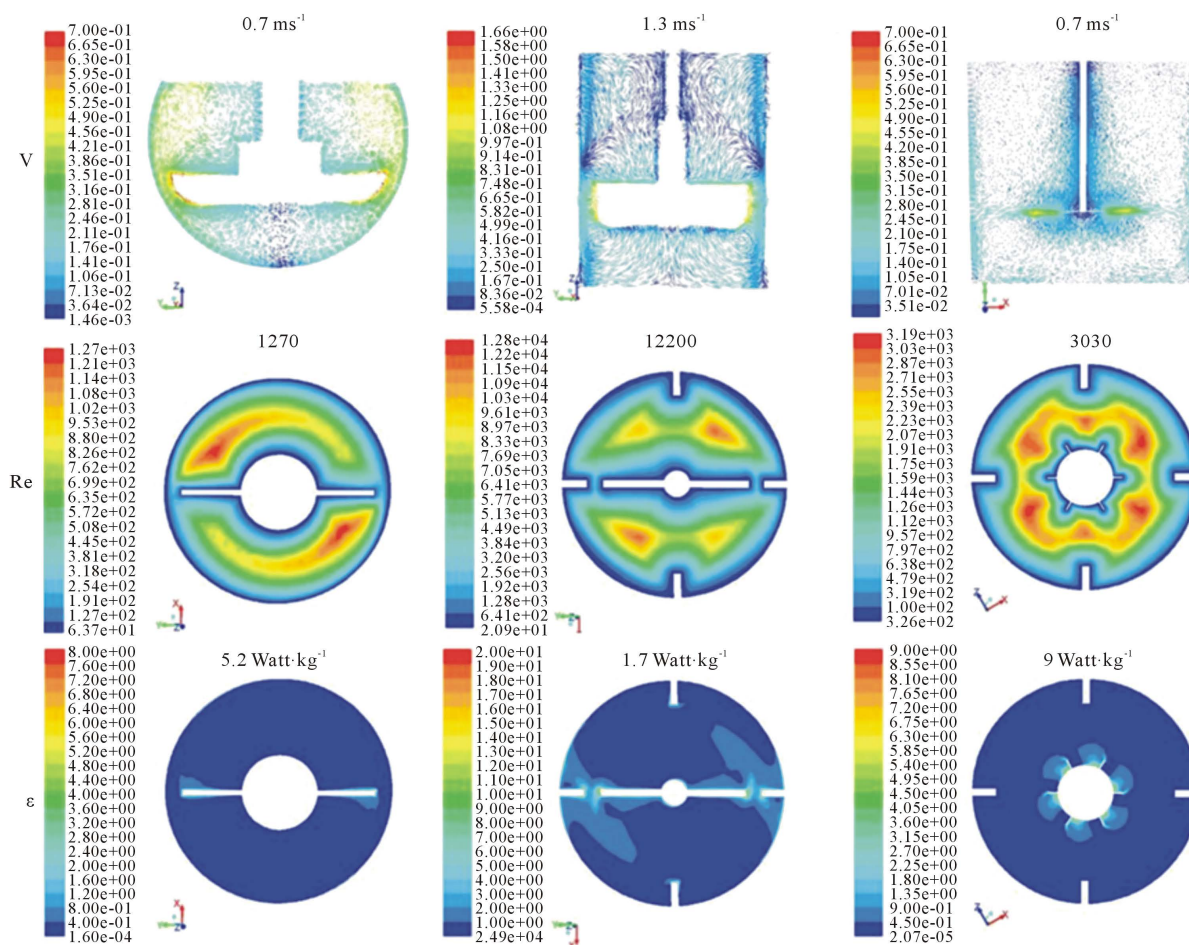 0.7 ms⁻¹
7.00e-01
6.65e-01
6.30e-01
5.95e-01
5.60e-01
5.25e-01
4.90e-01
4.56e-01
4.21e-01
3.86e-01
3.51e-01
3.16e-01
2.81e-01
2.46e-01
2.11e-01
1.76e-01
1.41e-01
1.06e-01
7.13e-02
3.64e-02
1.46e-03
V
Z
Y
1.3 ms⁻¹
1.66e+00
1.58e+00
1.50e+00
1.41e+00
1.33e+00
1.24e+00
1.16e+00
1.08e+00
9.97e-01
9.14e-01
8.31e-01
7.48e-01
6.65e-01
5.82e-01
4.99e-01
4.16e-01
3.33e-01
2.50e-01
1.67e-01
8.36e-02
5.58e-04
Z
Y
0.7 ms⁻¹
7.00e-01
6.65e-01
6.30e-01
5.95e-01
5.60e-01
5.25e-01
4.90e-01
4.55e-01
4.20e-01
3.85e-01
3.50e-01
3.15e-01
2.80e-01
2.45e-01
2.10e-01
1.75e-01
1.40e-01
1.05e-01
7.01e-02
3.51e-02
Z
X
1270
1.27e+03
1.21e+03
1.14e+03
1.08e+03
1.02e+03
9.53e+02
8.80e+02
8.26e+02
7.62e+02
6.99e+02
6.35e+02
5.72e+02
5.08e+02
4.45e+02
3.81e+02
3.18e+02
2.54e+02
1.91e+02
1.27e+02
6.37e+01
Re
X
Y
Z
12200
1.28e+04
1.22e+04
1.15e+04
1.09e+04
1.03e+04
9.61e+03
8.97e+03
8.33e+03
7.69e+03
7.05e+03
6.41e+03
5.77e+03
5.13e+03
4.49e+03
3.84e+03
3.20e+03
2.56e+03
1.92e+03
1.28e+03
6.41e+02
2.09e+01
Y
Z
3030
3.19e+03
3.03e+03
2.87e+03
2.71e+03
2.55e+03
2.39e+03
2.23e+03
2.07e+03
1.91e+03
1.75e+03
1.59e+03
1.44e+03
1.26e+03
1.12e+03
9.57e+02
7.97e+02
6.38e+02
4.79e+02
3.19e+02
1.00e+02
3.26e+02
Z
X
5.2 Watt·kg⁻¹
8.00e+00
7.60e+00
7.20e+00
6.80e+00
6.40e+00
6.00e+00
5.60e+00
5.20e+00
4.80e+00
4.40e+00
4.00e+00
3.60e+00
3.20e+00
2.80e+00
2.40e+00
2.00e+00
1.60e+00
1.20e+00
8.00e-01
1.60e-04
ε
X
Y
Z
1.7 Watt·kg⁻¹
2.00e+01
1.90e+01
1.80e+01
1.70e+01
1.60e+01
1.50e+01
1.40e+01
1.30e+01
1.20e+01
1.10e+01
1.00e+01
9.00e+00
8.00e+00
7.00e+00
6.00e+00
5.00e+00
4.00e+00
3.00e+00
2.00e+00
1.00e+00
2.49e+04
Y
Z
9 Watt·kg⁻¹
9.00e+00
8.55e+00
8.10e+00
7.65e+00
7.20e+00
6.75e+00
6.30e+00
5.85e+00
5.40e+00
4.95e+00
4.50e+00
4.05e+00
3.60e+00
3.15e+00
2.70e+00
2.25e+00
1.80e+00
1.35e+00
9.00e-01
4.50e-01
2.07e-05
Z
X